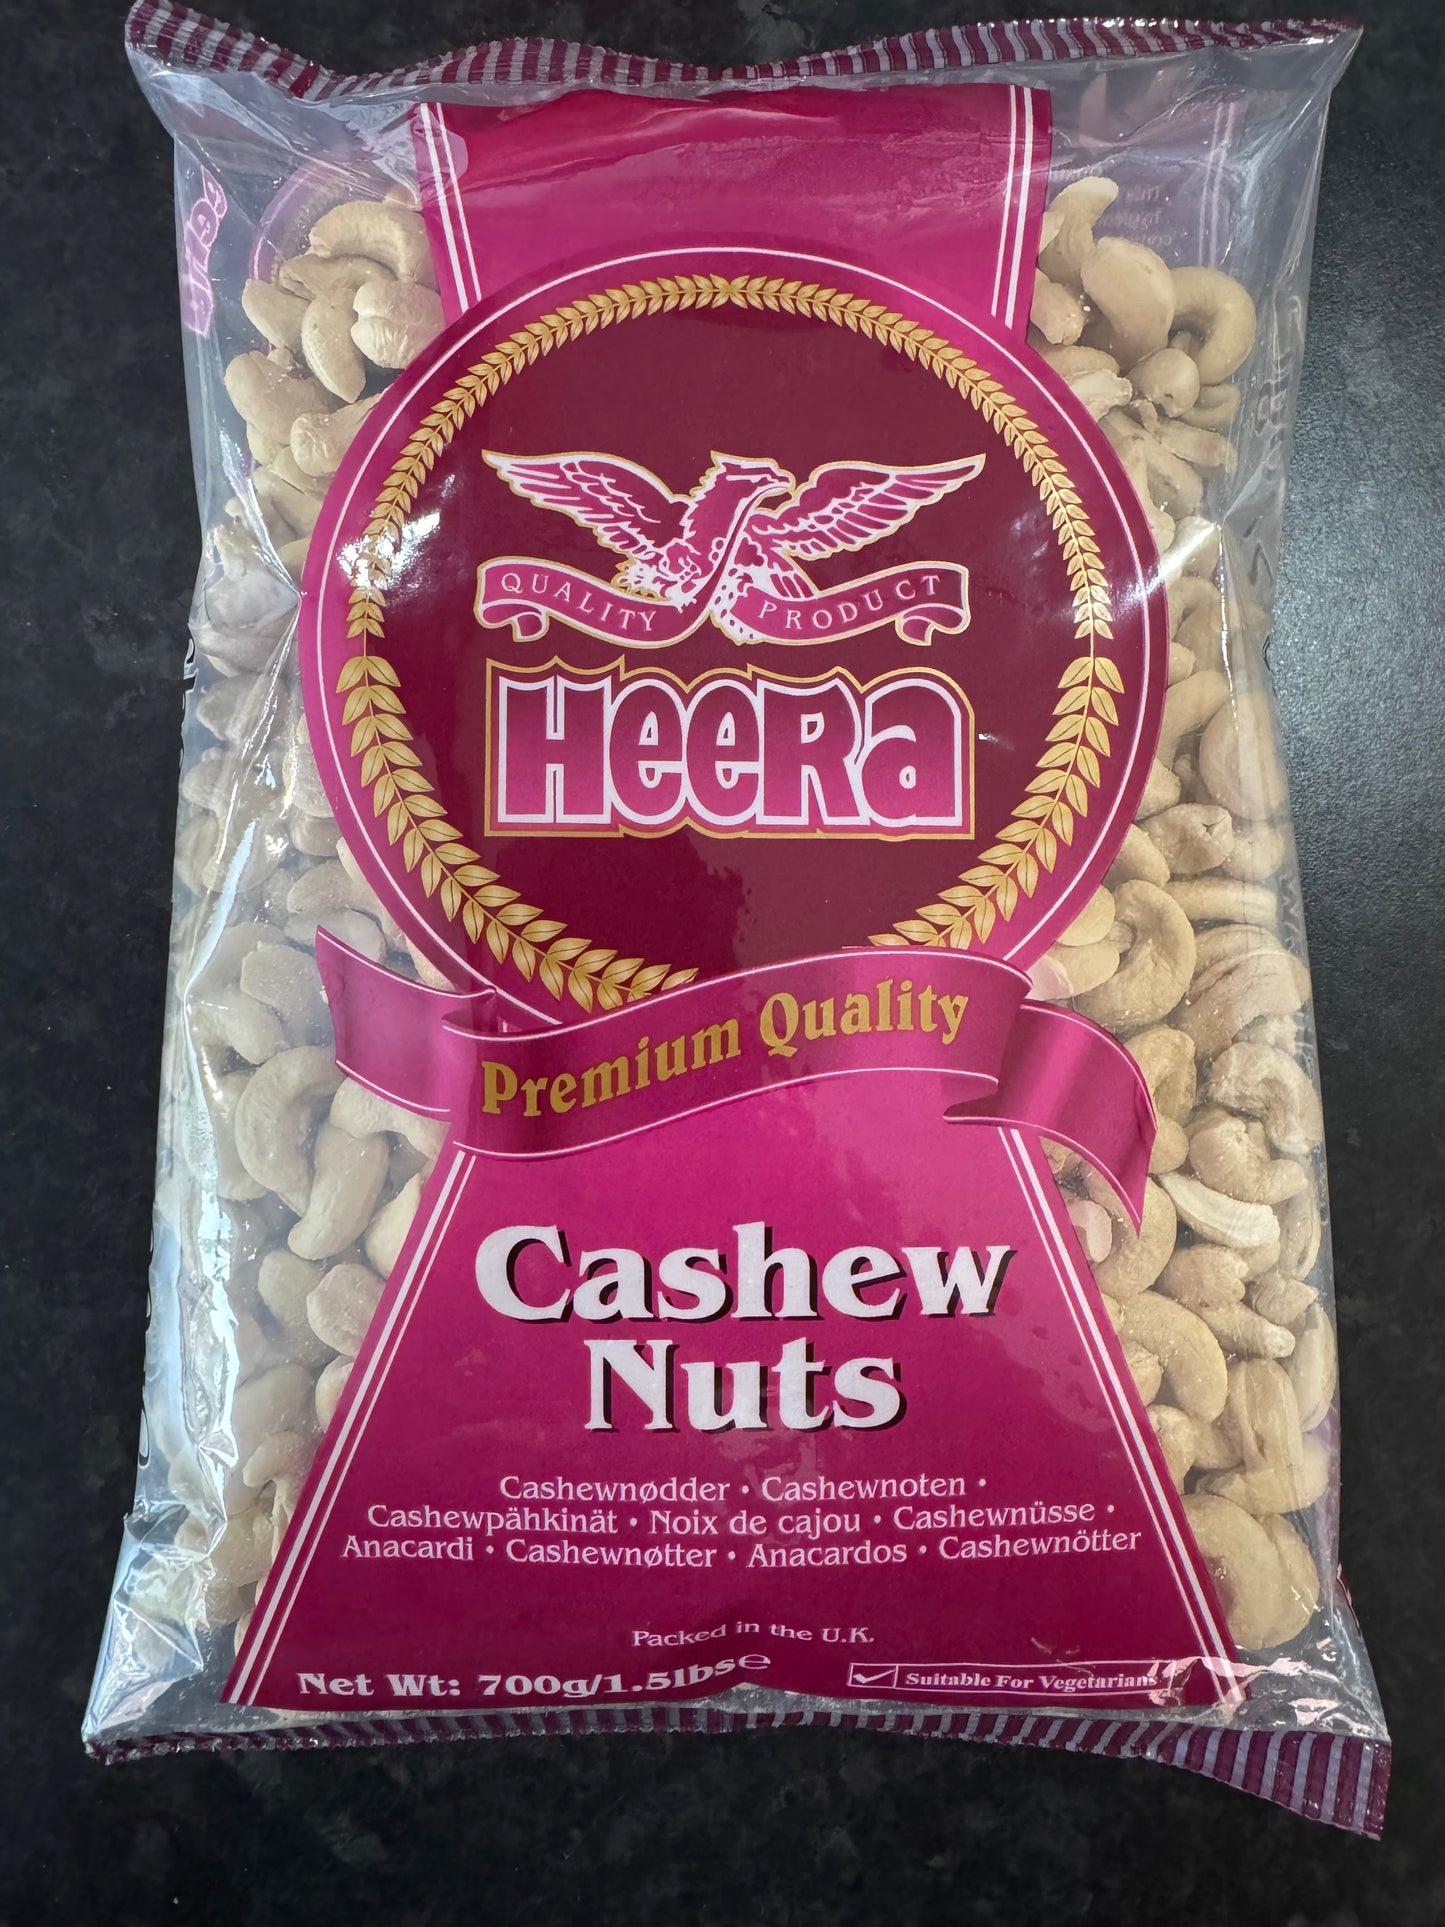 QUALITY PRODUCT
HEERA
Premium Quality
Cashew
Nuts
Cashewnødder • Cashewnoten •
Cashewpähkinät • Noix de cajou • Cashewnüsse •
Anacardi • Cashewnøtter • Anacardos • Cashewnötter
Packed in the U.K.
Net Wt: 700g/1.5lbs℮
Suitable For Vegetarians